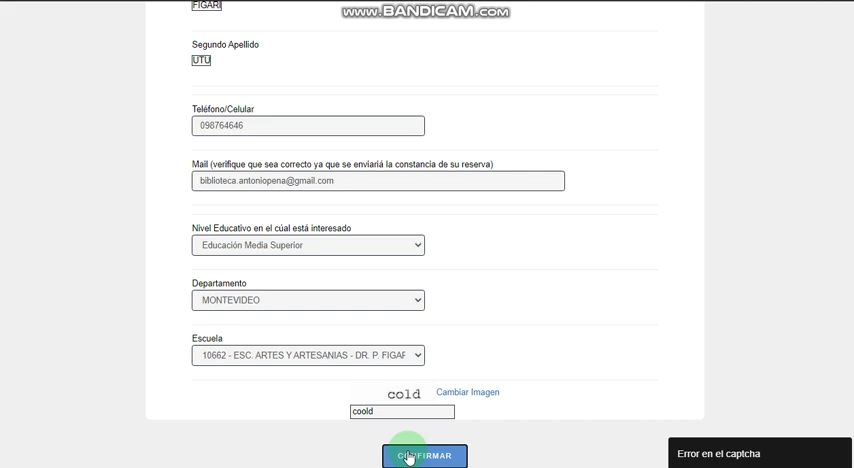 FIGARI
www.BANDICAM.com
Segundo Apellido
UTU
Teléfono/Celular
098764646
Mail (verifique que sea correcto ya que se enviariá la constancia de su reserva)
biblioteca.antoniopena@gmail.com
Nivel Educativo en el cúal está interesado
Educación Media Superior
Departamento
MONTEVIDEO
Escuela
10662 - ESC. ARTES Y ARTESANIAS - DR. P. FIGAF
cold Cambiar Imagen
coold
CONFIRMAR
Error en el captcha